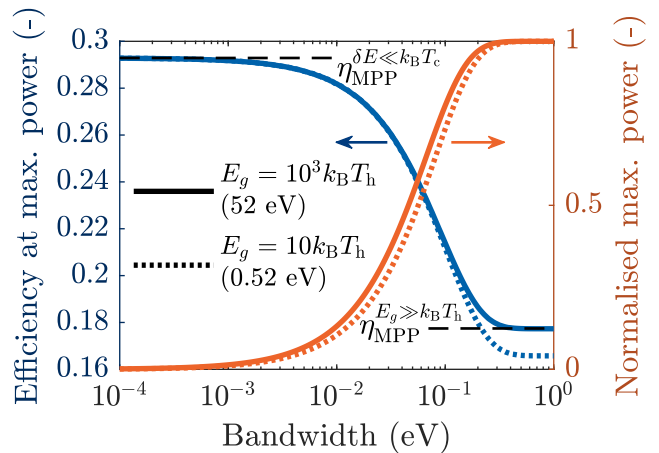 Efficiency at max. power (-)
0.3
0.28
0.26
0.24
0.22
0.2
0.18
0.16
η_MPP^{δE≪k_BT_c}
E_g = 10^3k_BT_h
(52 eV)
E_g = 10k_BT_h
(0.52 eV)
η_MPP^{E_g≫k_BT_h}
1
0.5
0
Normalised max. power (-)
10^{-4} 10^{-3} 10^{-2} 10^{-1} 10^0
Bandwidth (eV)